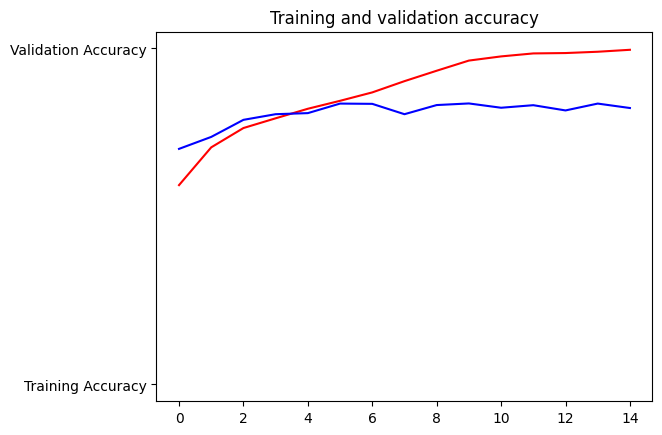 Training and validation accuracy
Validation Accuracy
Training Accuracy
0 2 4 6 8 10 12 14